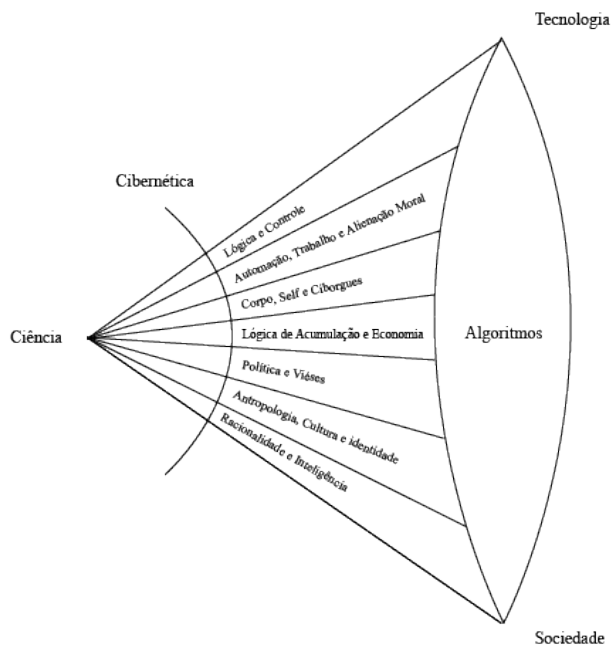 Tecnologia
Cibernética
Lógica e Controle
Automação, Trabalho e Alienação Moral
Corpo, Self e Ciborgues
Ciência
Lógica de Acumulação e Economia
Algoritmos
Política e Viéses
Antropologia, Cultura e identidade
Racionalidade e Inteligência
Sociedade